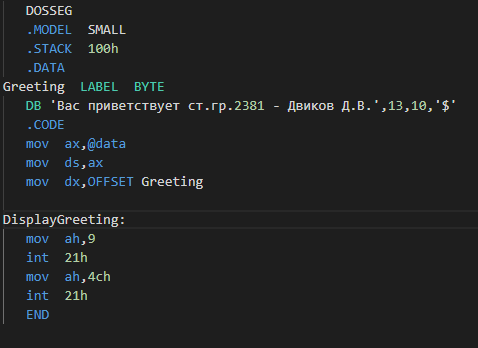 DOSSEG
.MODEL SMALL
.STACK 100h
.DATA
Greeting LABEL BYTE
DB 'Вас приветствует ст.гр.2381 - Двиков Д.В.',13,10,'$'
.CODE
mov ax,@data
mov ds,ax
mov dx,OFFSET Greeting
DisplayGreeting:
mov ah,9
int 21h
mov ah,4ch
int 21h
END